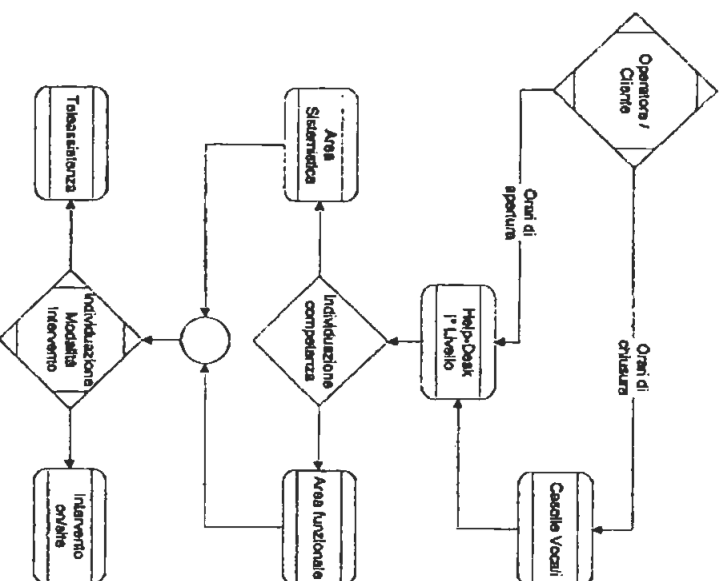 Operatore /
Cliente
Orari di
apertura
Orari di
chiusura
Help-Desk
I° Livello
Caselle Vocali
Individuazione
competenza
Area
Sistemistica
Area funzionale
Individuazione
Modalità
Intervento
Teleassistenza
Intervento
on/site